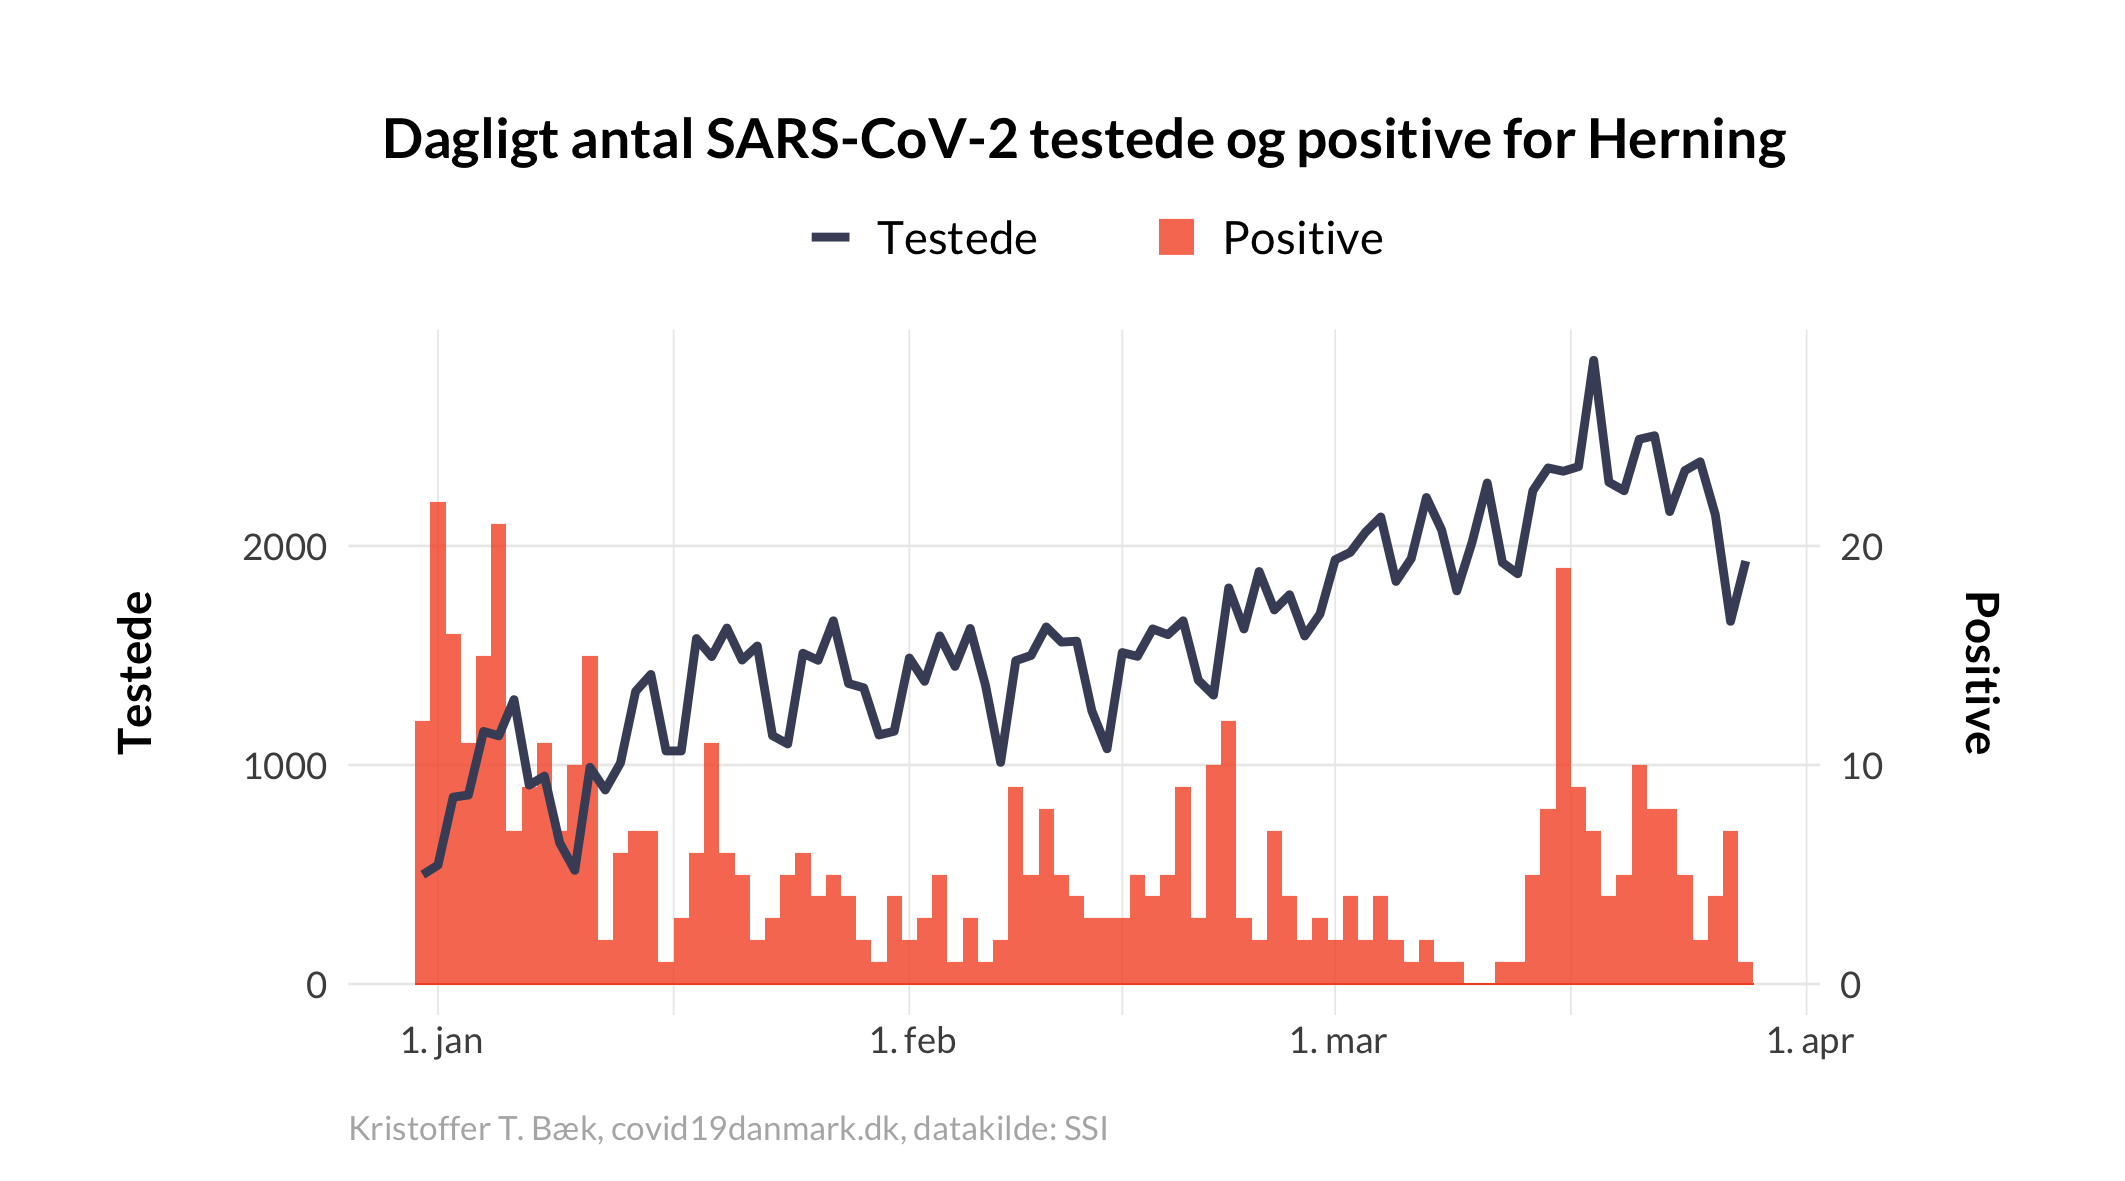 Dagligt antal SARS-CoV-2 testede og positive for Herning
Testede Positive
2000
1000
0
Testede
20
10
0
Positive
1. jan 1. feb 1. mar 1. apr
Kristoffer T. Bæk, covid19danmark.dk, datakilde: SSI